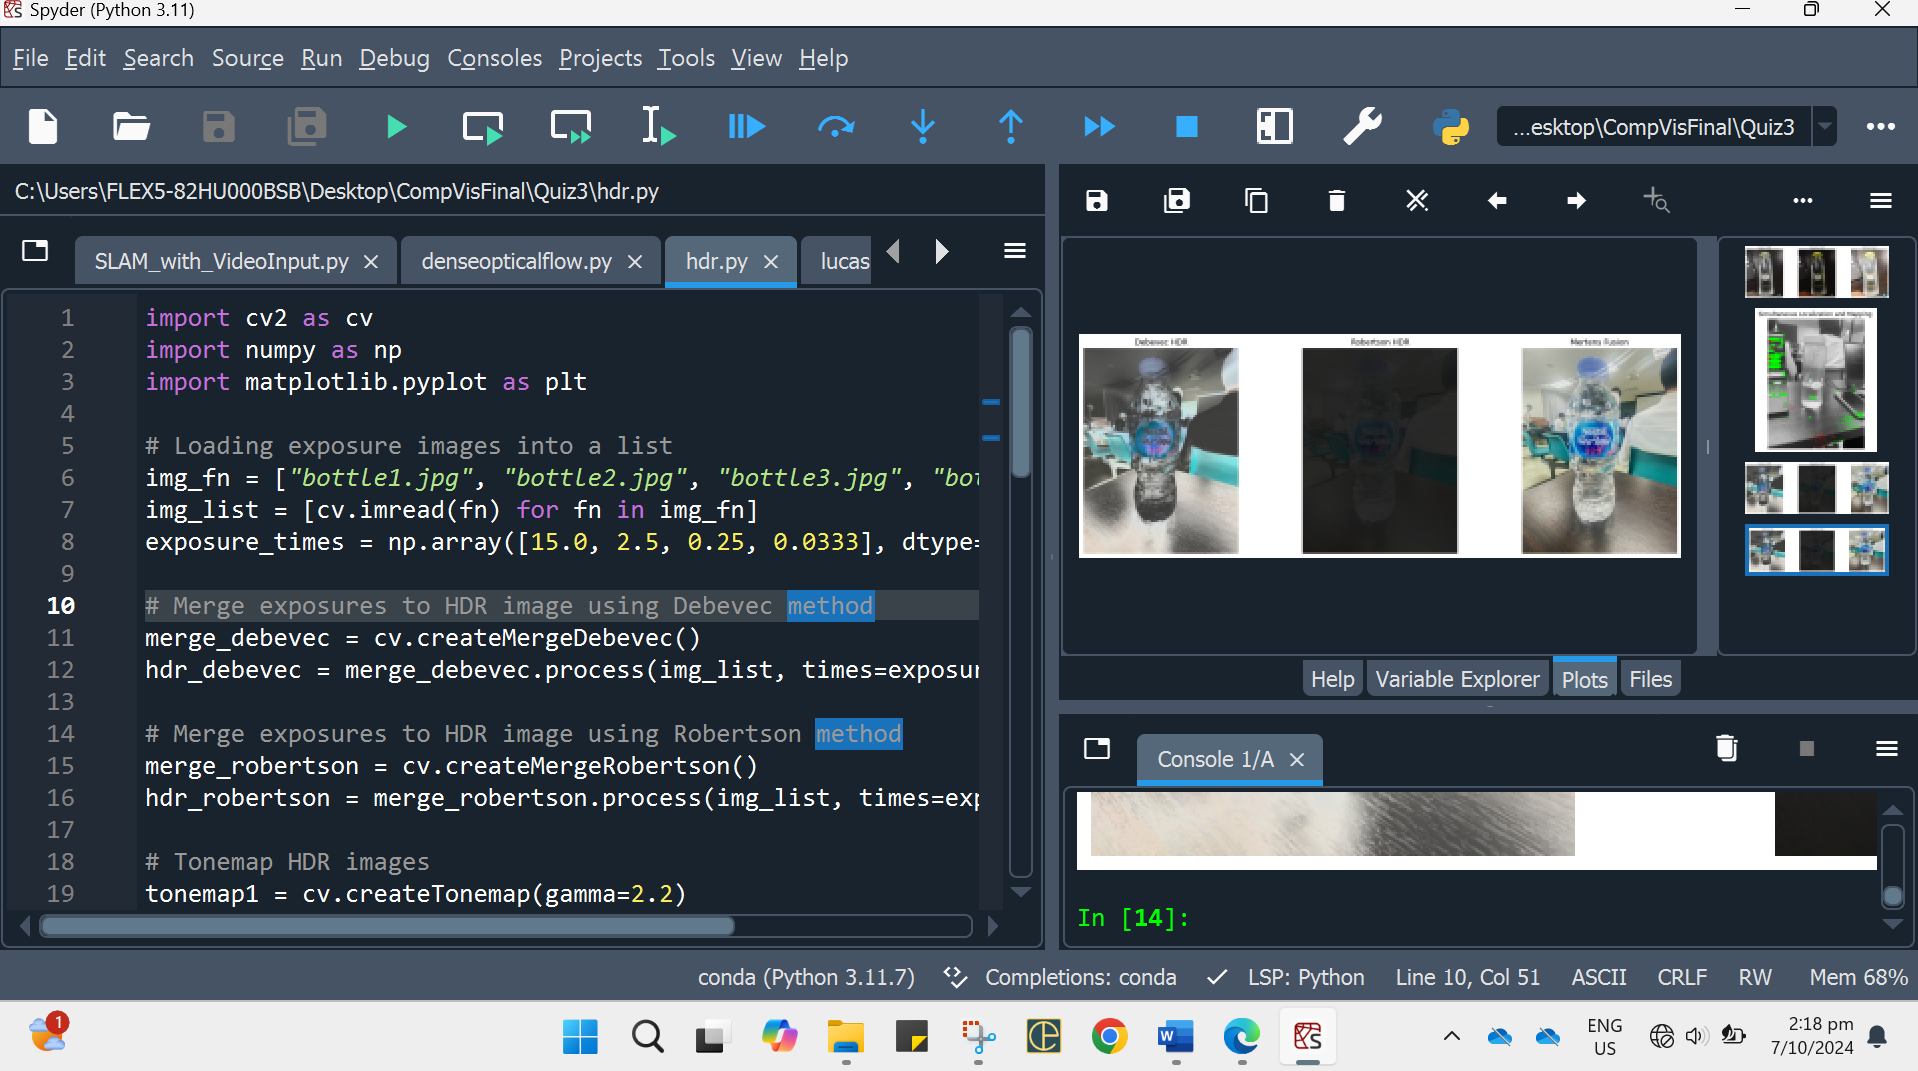 Spyder (Python 3.11)
File Edit Search Source Run Debug Consoles Projects Tools View Help
...esktop\CompVisFinal\Quiz3
C:\Users\FLEX5-82HU000BSB\Desktop\CompVisFinal\Quiz3\hdr.py
SLAM_with_VideoInput.py denseopticalflow.py hdr.py lucas
1 import cv2 as cv
2 import numpy as np
3 import matplotlib.pyplot as plt
4
5 # Loading exposure images into a list
6 img_fn = ["bottle1.jpg", "bottle2.jpg", "bottle3.jpg", "bot
7 img_list = [cv.imread(fn) for fn in img_fn]
8 exposure_times = np.array([15.0, 2.5, 0.25, 0.0333], dtype=
9
10 # Merge exposures to HDR image using Debevec method
11 merge_debevec = cv.createMergeDebevec()
12 hdr_debevec = merge_debevec.process(img_list, times=exposur
13
14 # Merge exposures to HDR image using Robertson method
15 merge_robertson = cv.createMergeRobertson()
16 hdr_robertson = merge_robertson.process(img_list, times=exp
17
18 # Tonemap HDR images
19 tonemap1 = cv.createTonemap(gamma=2.2)
Debevec HDR Robertson HDR Mertens Fusion
Simultaneous Localization and Mapping
Help Variable Explorer Plots Files
Console 1/A
In [14]:
conda (Python 3.11.7) Completions: conda LSP: Python Line 10, Col 51 ASCII CRLF RW Mem 68%
1
ENG
US
2:18 pm
7/10/2024